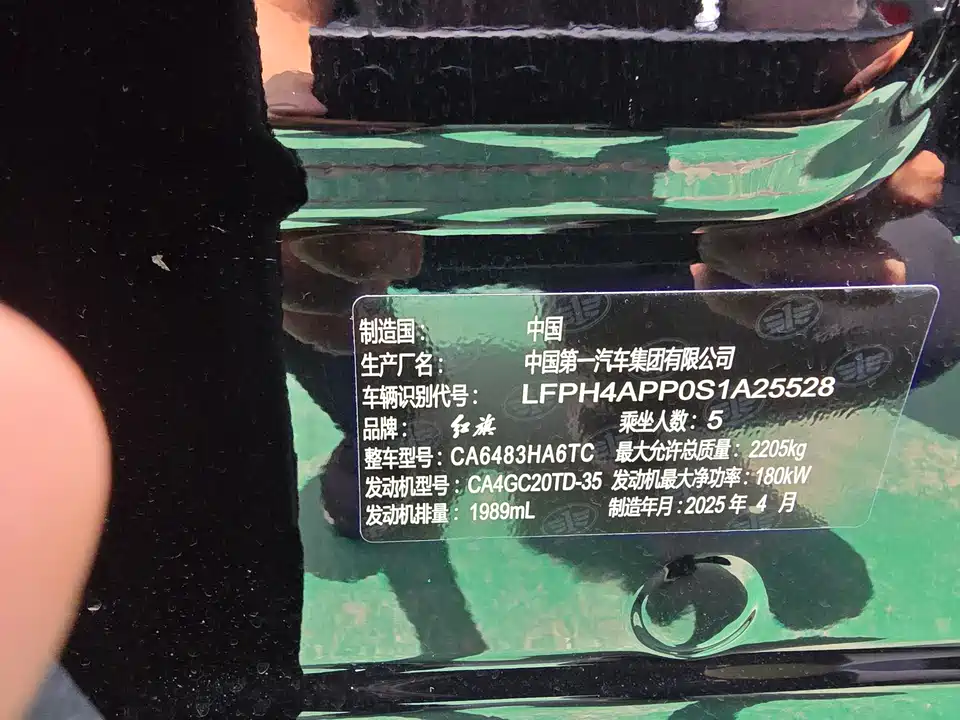 制造国： 中国
生产厂名： 中国第一汽车集团有限公司
车辆识别代号： LFPH4APP0S1A25528
品牌： 红旗 乘坐人数： 5
整车型号： CA6483HA6TC 最大允许总质量： 2205kg
发动机型号： CA4GC20TD-35 发动机最大净功率： 180kW
发动机排量： 1989mL 制造年月： 2025 年 4 月